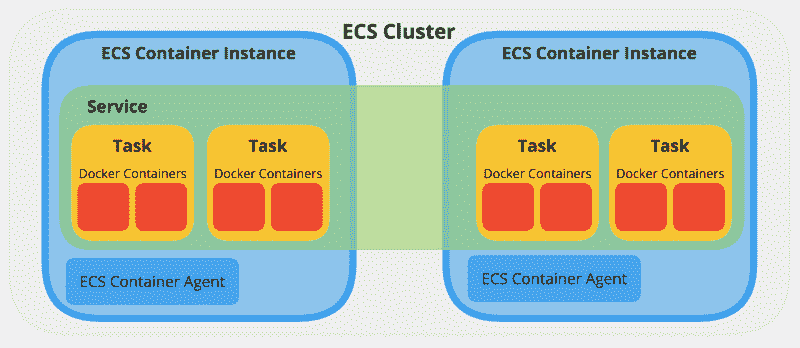 ECS Cluster
ECS Container Instance
Service
Task
Docker Containers
Task
Docker Containers
ECS Container Agent
ECS Container Instance
Task
Docker Containers
Task
Docker Containers
ECS Container Agent